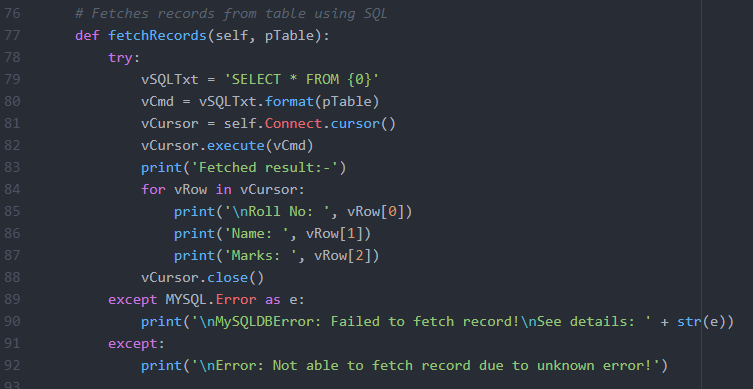 76 # Fetches records from table using SQL
77 def fetchRecords(self, pTable):
78 try:
79 vSQLTxt = 'SELECT * FROM {0}'
80 vCmd = vSQLTxt.format(pTable)
81 vCursor = self.Connect.cursor()
82 vCursor.execute(vCmd)
83 print('Fetched result:-')
84 for vRow in vCursor:
85 print('\nRoll No: ', vRow[0])
86 print('Name: ', vRow[1])
87 print('Marks: ', vRow[2])
88 vCursor.close()
89 except MYSQL.Error as e:
90 print('\nMySQLDBError: Failed to fetch record!\nSee details: ' + str(e))
91 except:
92 print('\nError: Not able to fetch record due to unknown error!')
93